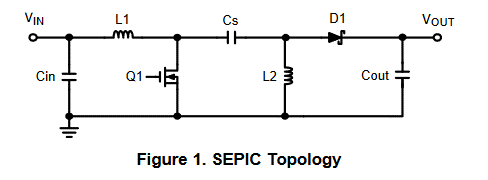 VIN
L1
Cs
D1
VOUT
Cin
Q1
L2
Cout
Figure 1. SEPIC Topology